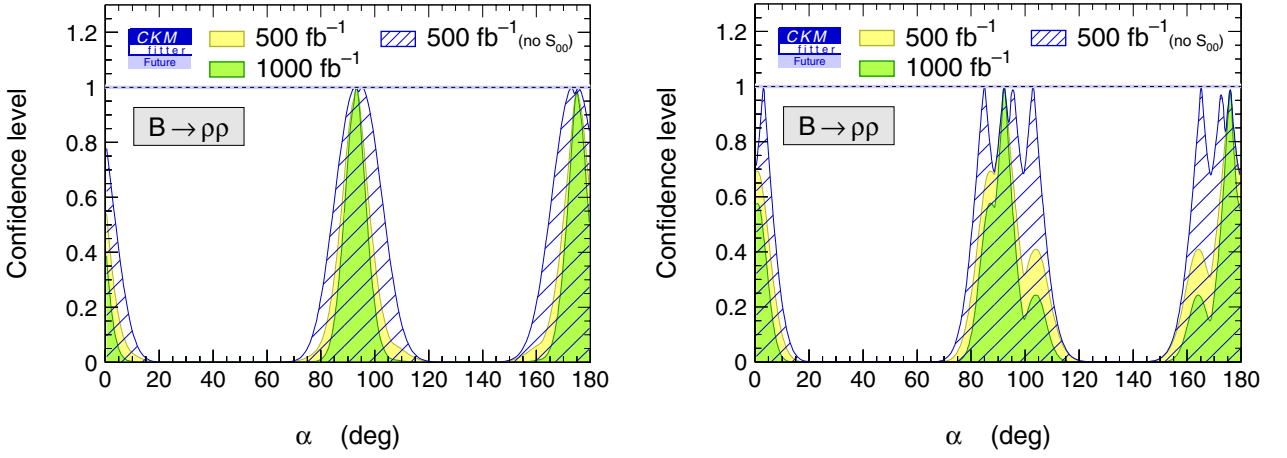 CKM
fitter
Future
500 fb⁻¹
500 fb⁻¹ (no S₀₀)
1000 fb⁻¹
B → ρρ
Confidence level
1.2
1
0.8
0.6
0.4
0.2
0
0 20 40 60 80 100 120 140 160 180
α (deg)
CKM
fitter
Future
500 fb⁻¹
500 fb⁻¹ (no S₀₀)
1000 fb⁻¹
B → ρρ
Confidence level
1.2
1
0.8
0.6
0.4
0.2
0
0 20 40 60 80 100 120 140 160 180
α (deg)